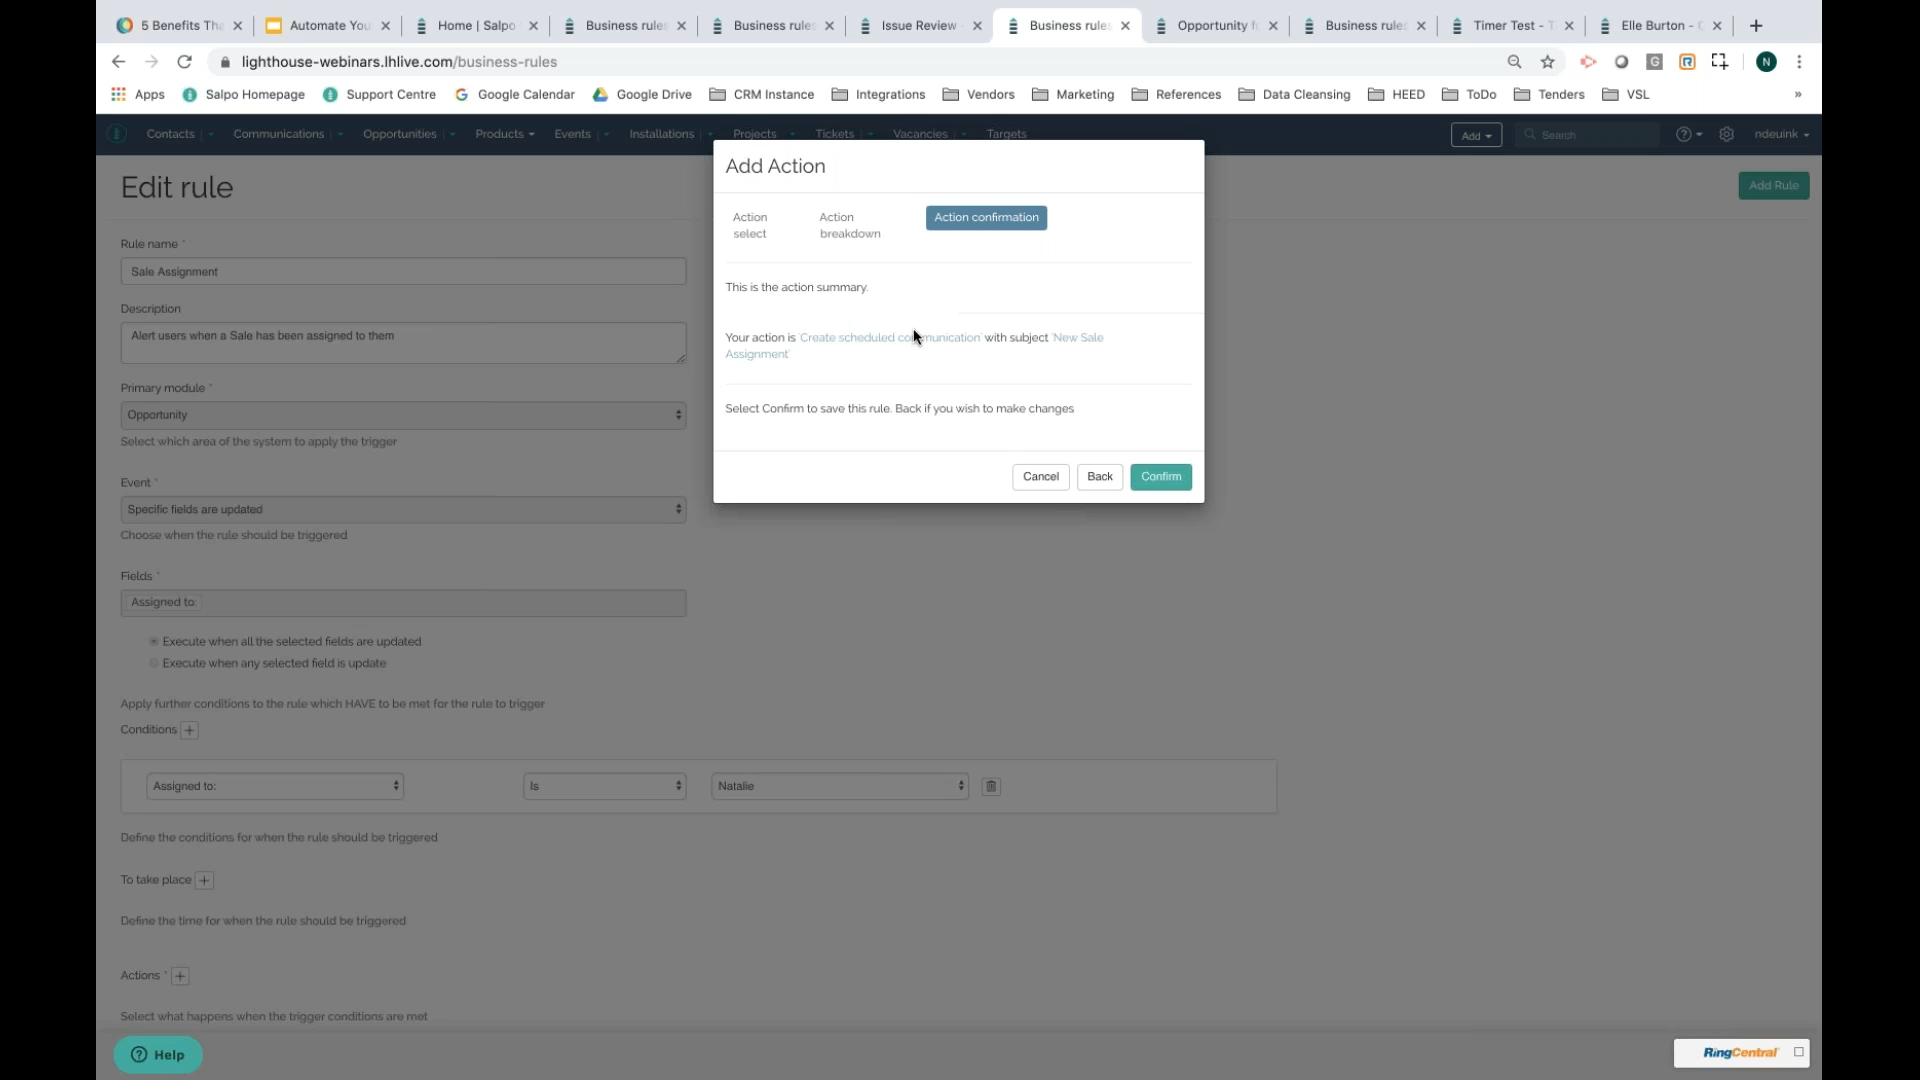 5 Benefits Tha
Automate You
Home | Salpo
Business rules
Business rules
Issue Review -
Business rules
Opportunity f
Business rules
Timer Test - T
Elle Burton -
lighthouse-webinars.lhlive.com/business-rules
N
Apps
Salpo Homepage
Support Centre
Google Calendar
Google Drive
CRM Instance
Integrations
Vendors
Marketing
References
Data Cleansing
HEED
ToDo
Tenders
VSL
»
Contacts
Communications
Opportunities
Products
Events
Installations
Projects
Tickets
Vacancies
Targets
Add
Search
ndeuink
Edit rule
Add Rule
Rule name *
Sale Assignment
Description
Alert users when a Sale has been assigned to them
Primary module *
Opportunity
Select which area of the system to apply the trigger
Event *
Specific fields are updated
Choose when the rule should be triggered
Fields *
Assigned to:
Execute when all the selected fields are updated
Execute when any selected field is update
Apply further conditions to the rule which HAVE to be met for the rule to trigger
Conditions +
Assigned to:
Is
Natalie
Define the conditions for when the rule should be triggered
To take place +
Define the time for when the rule should be triggered
Actions * +
Select what happens when the trigger conditions are met
Add Action
Action select
Action breakdown
Action confirmation
This is the action summary.
Your action is 'Create scheduled communication' with subject 'New Sale
Assignment'
Select Confirm to save this rule. Back if you wish to make changes
Cancel
Back
Confirm
? Help
RingCentral